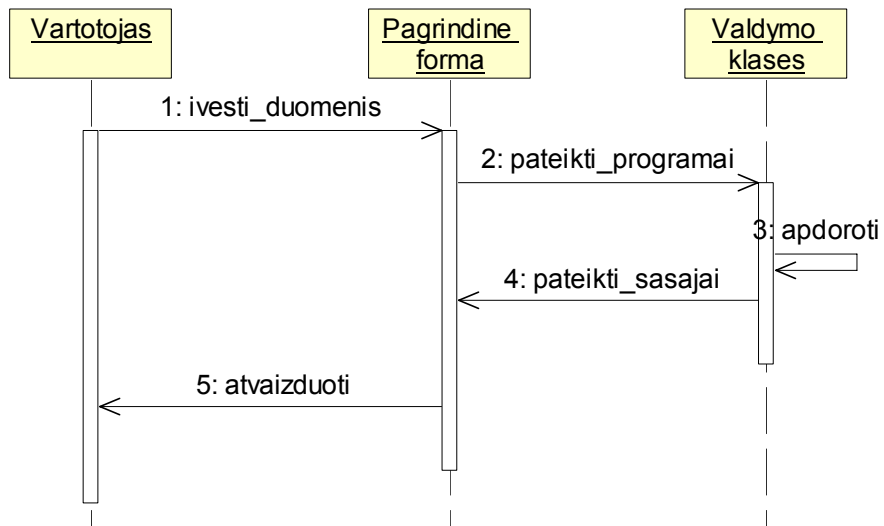 Vartotojas
Pagrindine
forma
Valdymo
klases
1: ivesti_duomenis
2: pateikti_programai
3: apdoroti
4: pateikti_sasajai
5: atvaizduoti